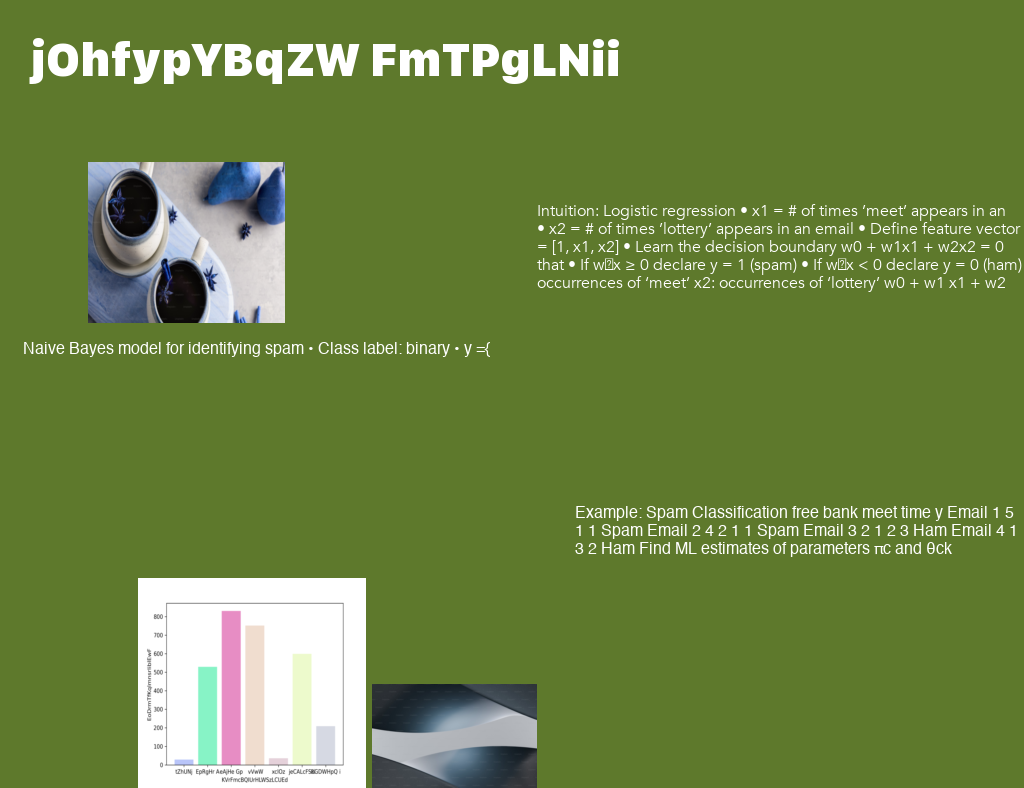 jOhfypYBqZW FmTPgLNii
Intuition: Logistic regression • x1 = # of times ‘meet’ appears in an
• x2 = # of times ‘lottery’ appears in an email • Define feature vector
= [1, x1, x2] • Learn the decision boundary w0 + w1x1 + w2x2 = 0
that • If w⍰x ≥ 0 declare y = 1 (spam) • If w⍰x < 0 declare y = 0 (ham)
occurrences of ‘meet’ x2: occurrences of ‘lottery’ w0 + w1 x1 + w2
Naive Bayes model for identifying spam • Class label: binary • y ={
Example: Spam Classification free bank meet time y Email 1 5
1 1 Spam Email 2 4 2 1 1 Spam Email 3 2 1 2 3 Ham Email 4 1
3 2 Ham Find ML estimates of parameters πc and θck
800
700
600
500
400
300
200
100
0
tZhUNj EpRgHr AeAjHe Gp vVwW xclOz
KVrFmcBQlUrHLWSzLCUEd